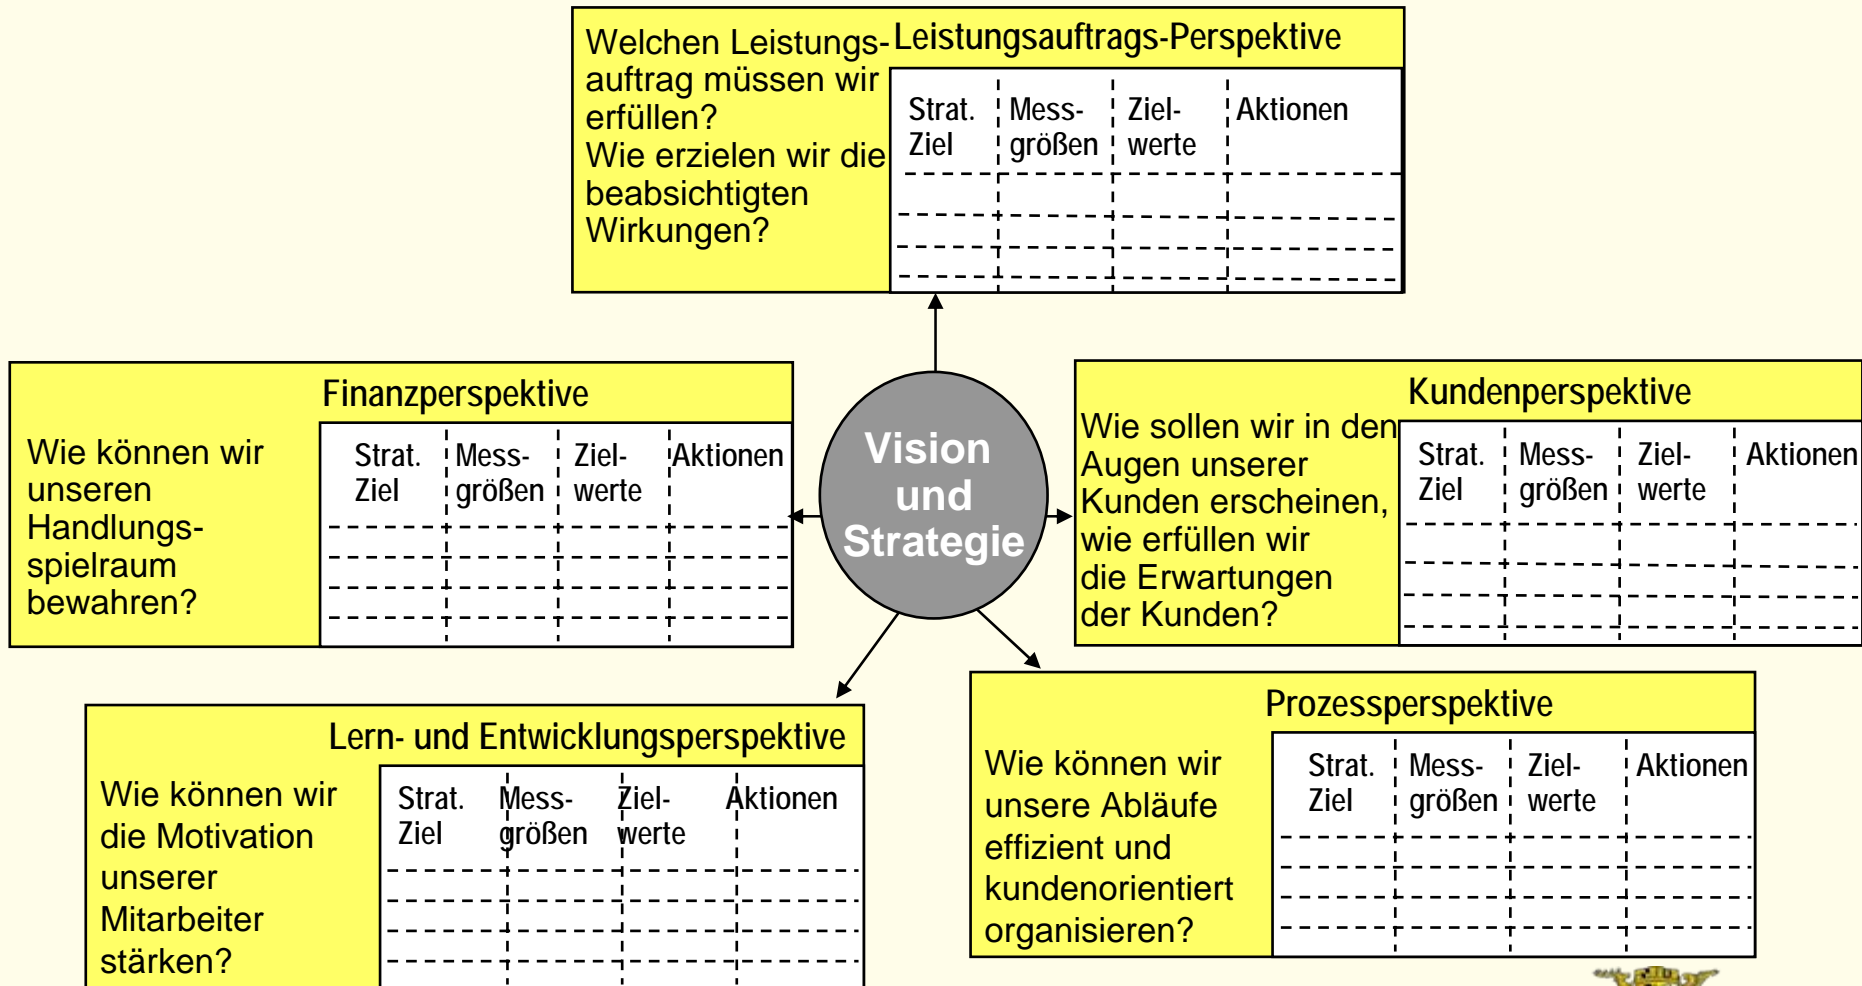 Leistungsauftrags-Perspektive
Welchen Leistungs-
auftrag müssen wir
erfüllen?
Wie erzielen wir die
beabsichtigten
Wirkungen?
Strat. Mess- Ziel- Aktionen
Ziel größen werte
Finanzperspektive
Wie können wir
unseren
Handlungs-
spielraum
bewahren?
Strat. Mess- Ziel- Aktionen
Ziel größen werte
Vision
und
Strategie
Kundenperspektive
Wie sollen wir in den
Augen unserer
Kunden erscheinen,
wie erfüllen wir
die Erwartungen
der Kunden?
Strat. Mess- Ziel- Aktionen
Ziel größen werte
Lern- und Entwicklungsperspektive
Wie können wir
die Motivation
unserer
Mitarbeiter
stärken?
Strat. Mess- Ziel- Aktionen
Ziel größen werte
Prozessperspektive
Wie können wir
unsere Abläufe
effizient und
kundenorientiert
organisieren?
Strat. Mess- Ziel- Aktionen
Ziel größen werte